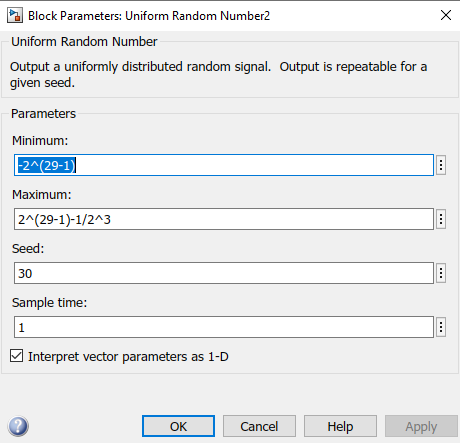 Block Parameters: Uniform Random Number2
Uniform Random Number
Output a uniformly distributed random signal.  Output is repeatable for a
given seed.
Parameters
Minimum:
-2^(29-1)
Maximum:
2^(29-1)-1/2^3
Seed:
30
Sample time:
1
Interpret vector parameters as 1-D
OK Cancel Help Apply